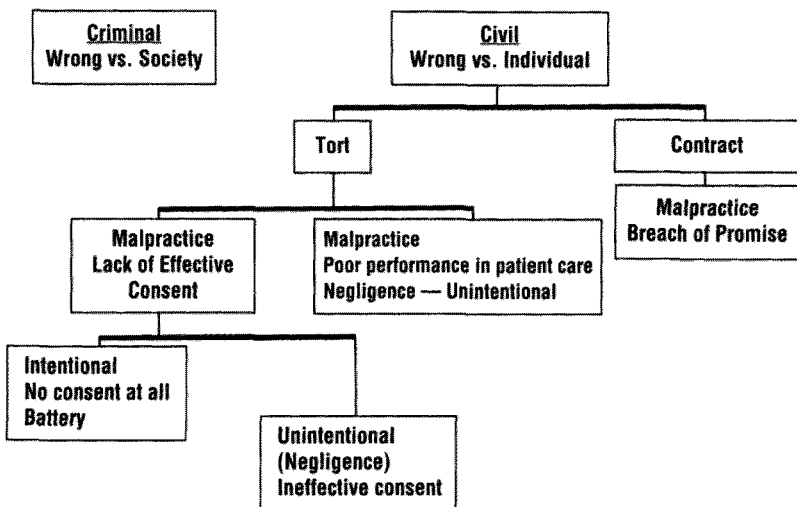 Criminal
Wrong vs. Society
Civil
Wrong vs. Individual
Tort
Contract
Malpractice
Lack of Effective
Consent
Malpractice
Poor performance in patient care
Negligence — Unintentional
Malpractice
Breach of Promise
Intentional
No consent at all
Battery
Unintentional
(Negligence)
Ineffective consent